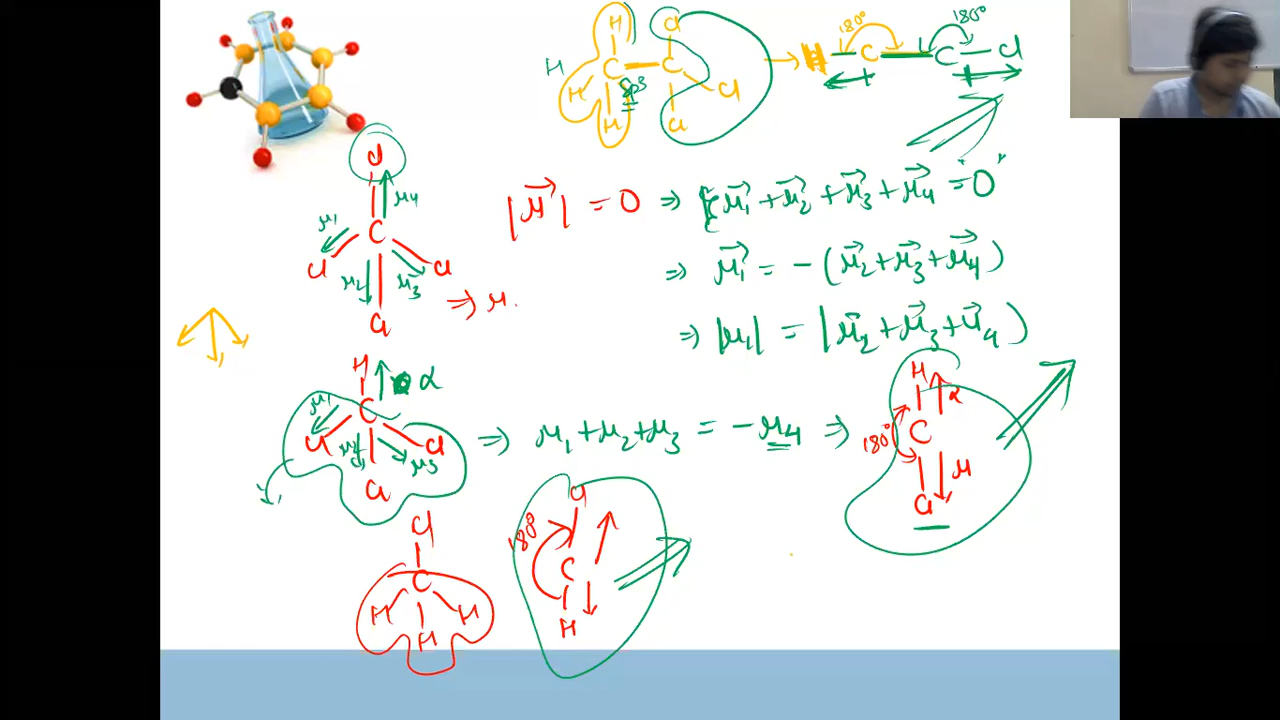 H Cl
H H C — C Cl → H — C — C — Cl
180° 180°
sp³
H Cl
Cl
μ4
|μ⃗| = 0 ⇒ μ⃗1 + μ⃗2 + μ⃗3 + μ⃗4 = 0
μ1 C
Cl μ2 μ3 Cl
⇒ μ⃗1 = -(μ⃗2 + μ⃗3 + μ⃗4)
Cl ⇒ μ.
⇒ |μ1| = |μ⃗2 + μ⃗3 + μ⃗4|
H α
μ1 C
Cl μ2 μ3 Cl
Cl
⇒ μ1 + μ2 + μ3 = -μ4 ⇒
H α
180° C
μ
Cl
Cl
C
H H H
Cl
180° C
H